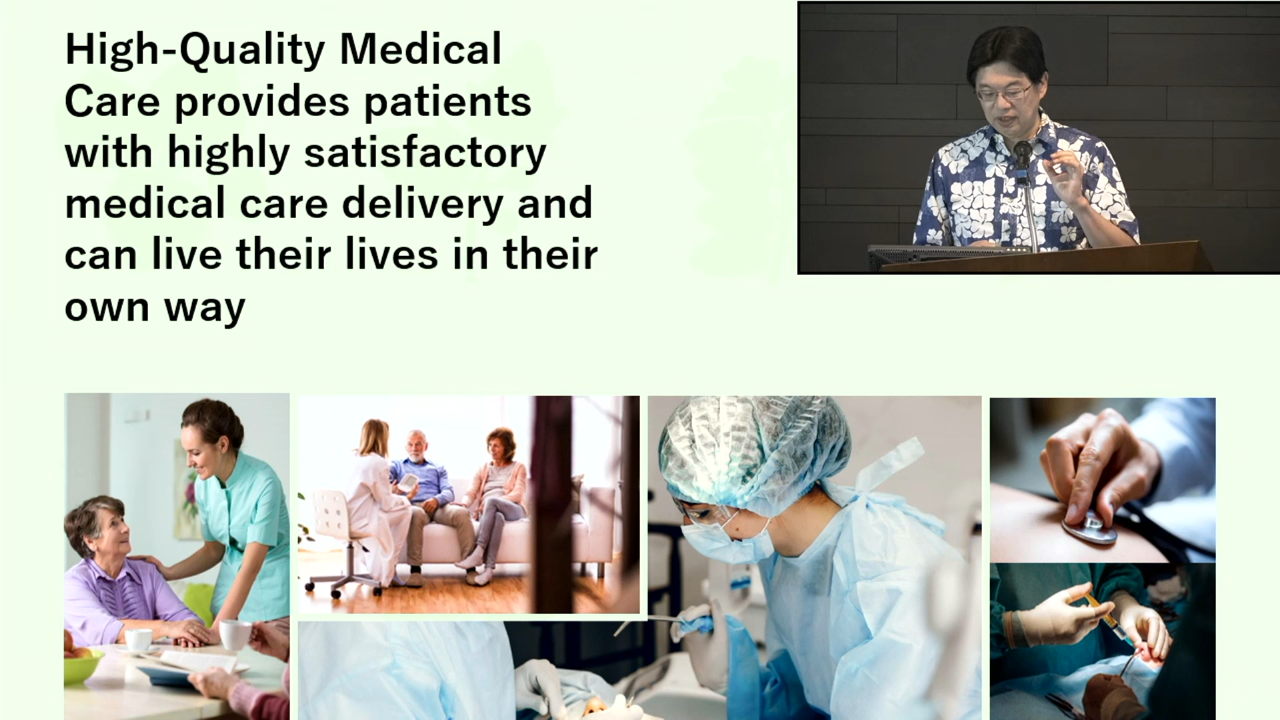 High-Quality Medical
Care provides patients
with highly satisfactory
medical care delivery and
can live their lives in their
own way